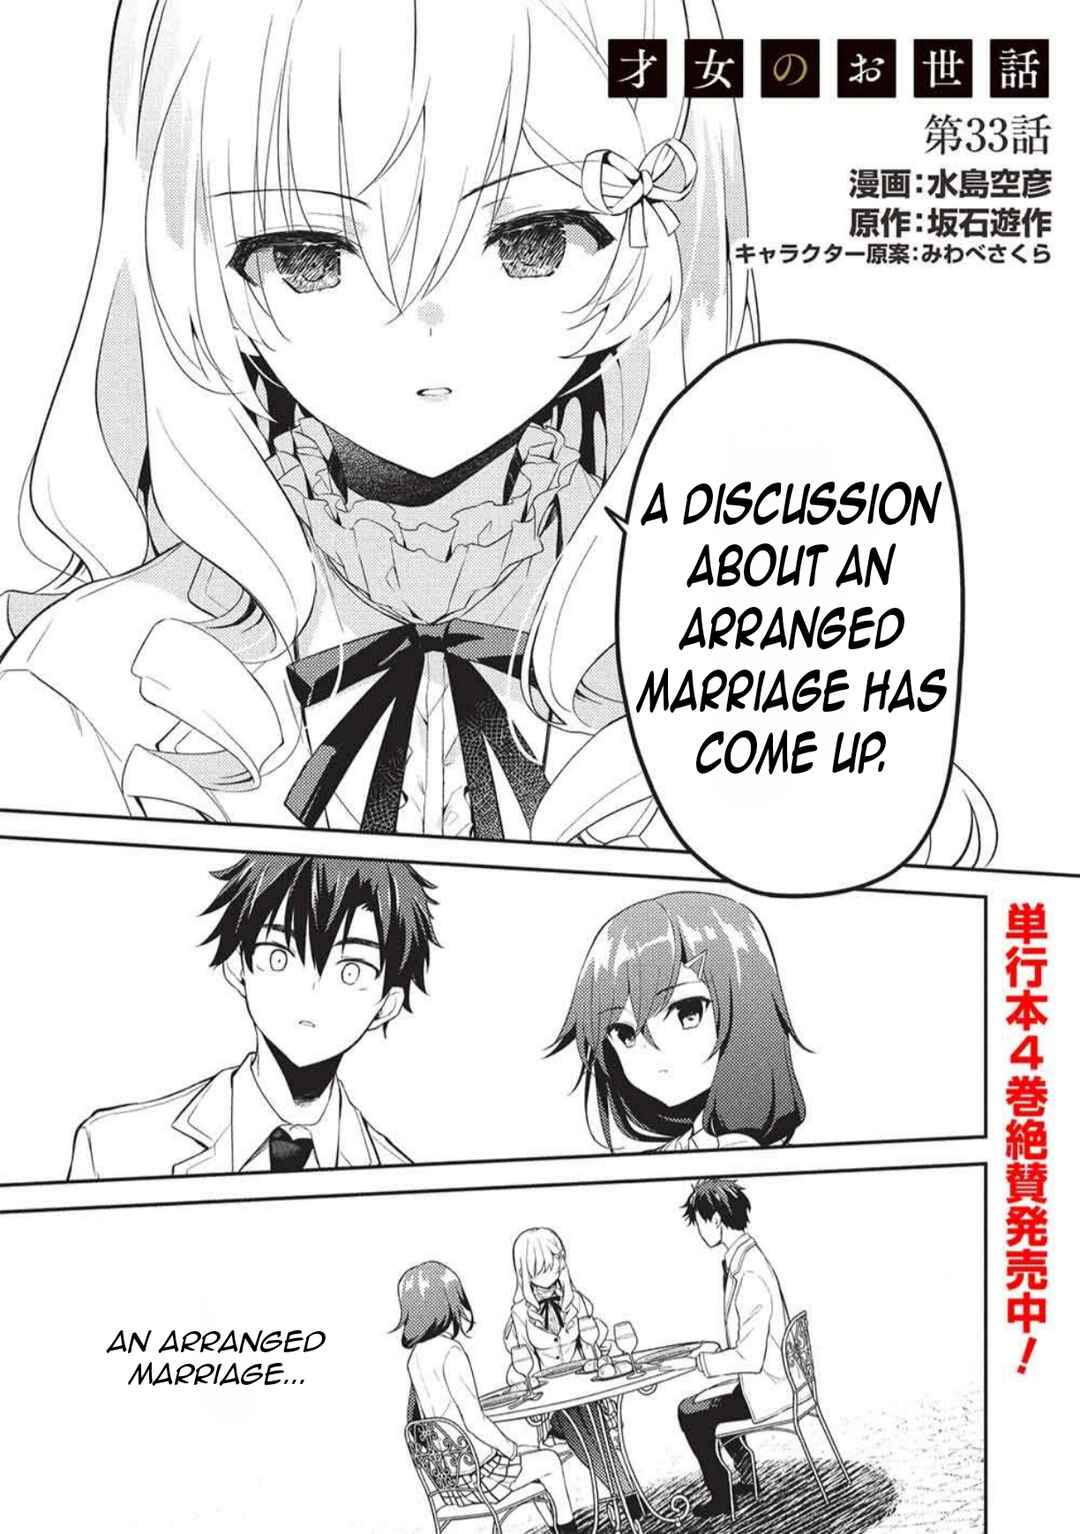 才女のお世話
第33話
漫画：水島空彦
原作：坂石遊作
キャラクター原案：みわべさくら
A DISCUSSION
ABOUT AN
ARRANGED
MARRIAGE HAS
COME UP.
単行本４巻絶賛発売中！
AN ARRANGED
MARRIAGE...